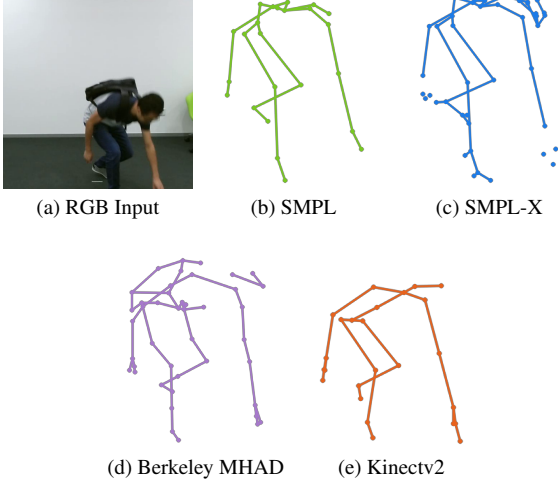 (a) RGB Input
(b) SMPL
(c) SMPL-X
(d) Berkeley MHAD
(e) Kinectv2